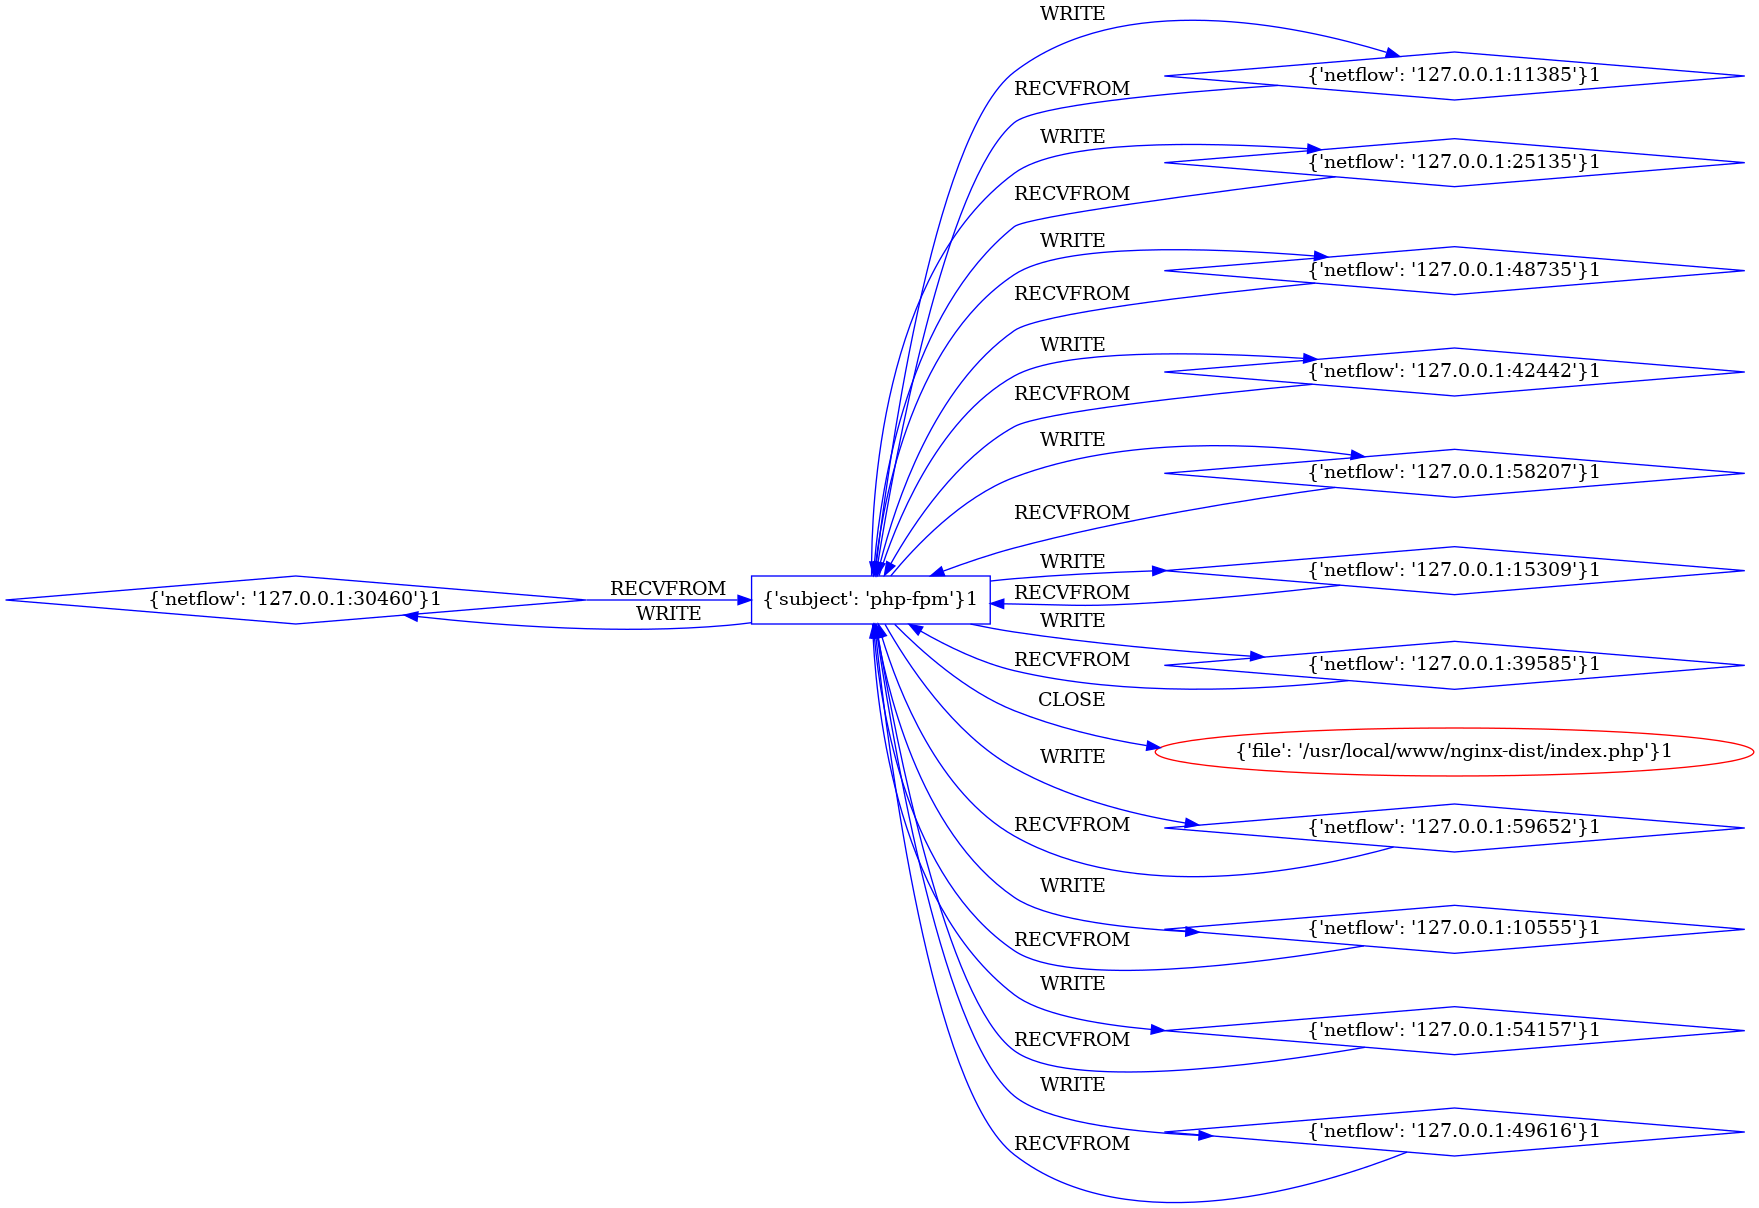 WRITE
{'netflow': '127.0.0.1:11385'}1
RECVFROM
WRITE
{'netflow': '127.0.0.1:25135'}1
RECVFROM
WRITE
{'netflow': '127.0.0.1:48735'}1
RECVFROM
WRITE
{'netflow': '127.0.0.1:42442'}1
RECVFROM
WRITE
{'netflow': '127.0.0.1:58207'}1
RECVFROM
WRITE
{'netflow': '127.0.0.1:15309'}1
RECVFROM
{'netflow': '127.0.0.1:30460'}1
RECVFROM
WRITE
{'subject': 'php-fpm'}1
WRITE
{'netflow': '127.0.0.1:39585'}1
RECVFROM
CLOSE
{'file': '/usr/local/www/nginx-dist/index.php'}1
WRITE
{'netflow': '127.0.0.1:59652'}1
RECVFROM
WRITE
{'netflow': '127.0.0.1:10555'}1
RECVFROM
WRITE
{'netflow': '127.0.0.1:54157'}1
RECVFROM
WRITE
{'netflow': '127.0.0.1:49616'}1
RECVFROM